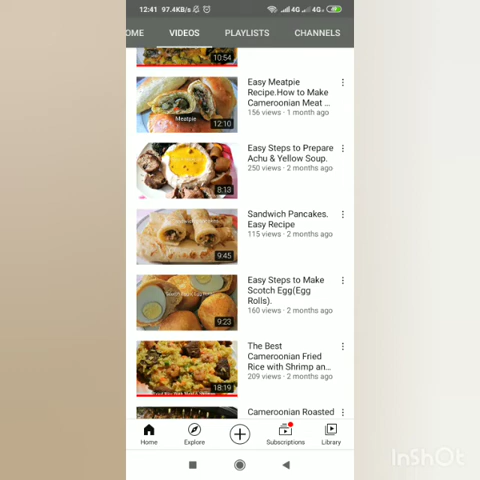 12:41 97.4KB/s 4G 4G+
OME VIDEOS PLAYLISTS CHANNELS
10:54
Easy Meatpie
Recipe.How to Make
Cameroonian Meat ...
156 views · 1 month ago
Meatpie
12:10
Easy Steps to Prepare
Achu & Yellow Soup.
250 views · 2 months ago
8:13
Sandwich Pancakes.
Easy Recipe
115 views · 2 months ago
9:45
Easy Steps to Make
Scotch Egg(Egg
Rolls).
160 views · 2 months ago
9:23
The Best
Cameroonian Fried
Rice with Shrimp an...
209 views · 2 months ago
18:19
Cameroonian Roasted
Home Explore Subscriptions Library
InShOt